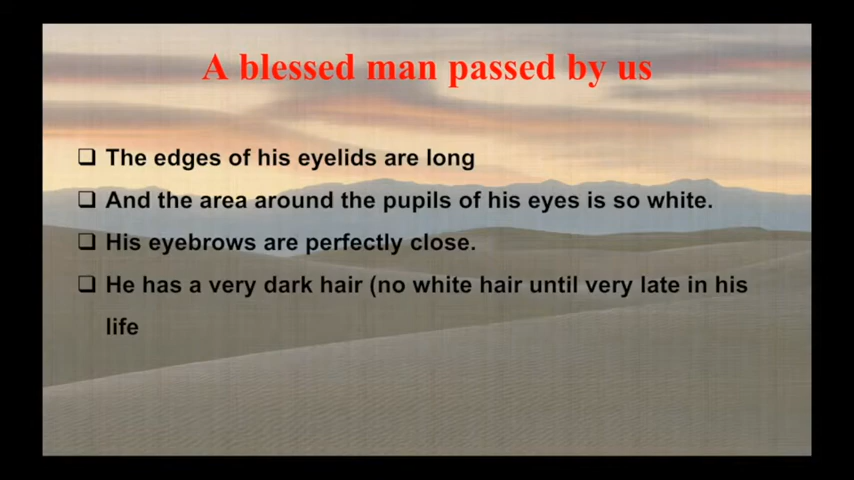 A blessed man passed by us
❑ The edges of his eyelids are long
❑ And the area around the pupils of his eyes is so white.
❑ His eyebrows are perfectly close.
❑ He has a very dark hair (no white hair until very late in his
life